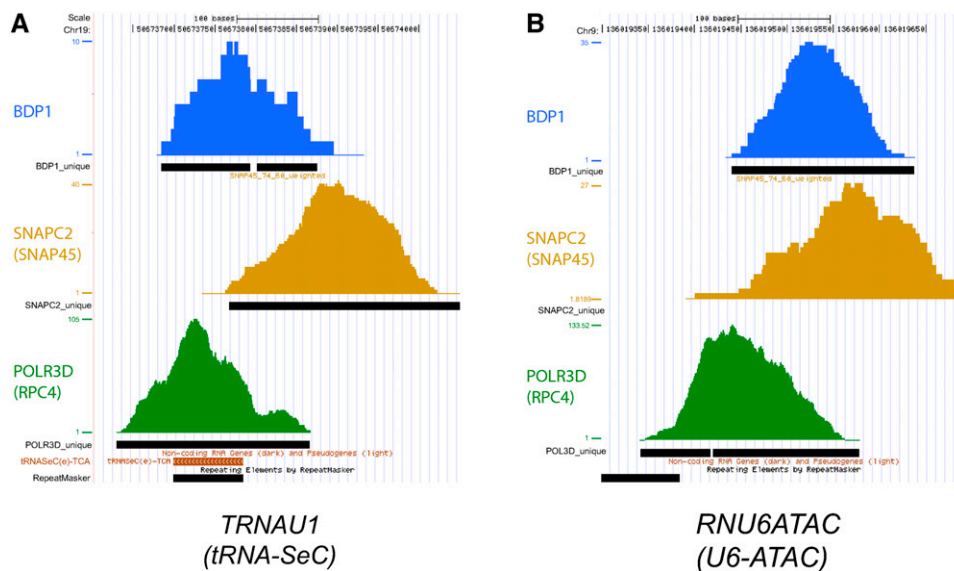 A
Scale
100 bases
Chr19:
50673700 50673750 50673800 50673850 50673900 50673950 50674000
10
BDP1
1
BDP1_unique
SNAP45_74_60_weighted
40
SNAPC2
(SNAP45)
1
SNAPC2_unique
105
POLR3D
(RPC4)
1
POLR3D_unique
Non-coding RNA Genes (dark) and Pseudogenes (light)
tRNASeC(e)-TCA
tRNASeC(e)-TCA
Repeating Elements by RepeatMasker
RepeatMasker
TRNAU1
(tRNA-SeC)
B
100 bases
Chr9:
136019350 136019400 136019450 136019500 136019550 136019600 136019650
35
BDP1
1
BDP1_unique
SNAP45_74_60_weighted
27
SNAPC2
(SNAP45)
1.8189
SNAPC2_unique
133.52
POLR3D
(RPC4)
1
POL3D_unique
Non-coding RNA Genes (dark) and Pseudogenes (light)
Repeating Elements by RepeatMasker
RNU6ATAC
(U6-ATAC)